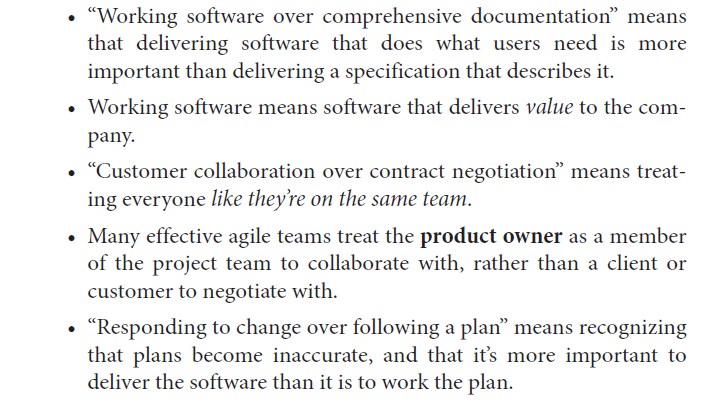 • “Working software over comprehensive documentation” means
that delivering software that does what users need is more
important than delivering a specification that describes it.
• Working software means software that delivers value to the com-
pany.
• “Customer collaboration over contract negotiation” means treat-
ing everyone like they’re on the same team.
• Many effective agile teams treat the product owner as a member
of the project team to collaborate with, rather than a client or
customer to negotiate with.
• “Responding to change over following a plan” means recognizing
that plans become inaccurate, and that it’s more important to
deliver the software than it is to work the plan.